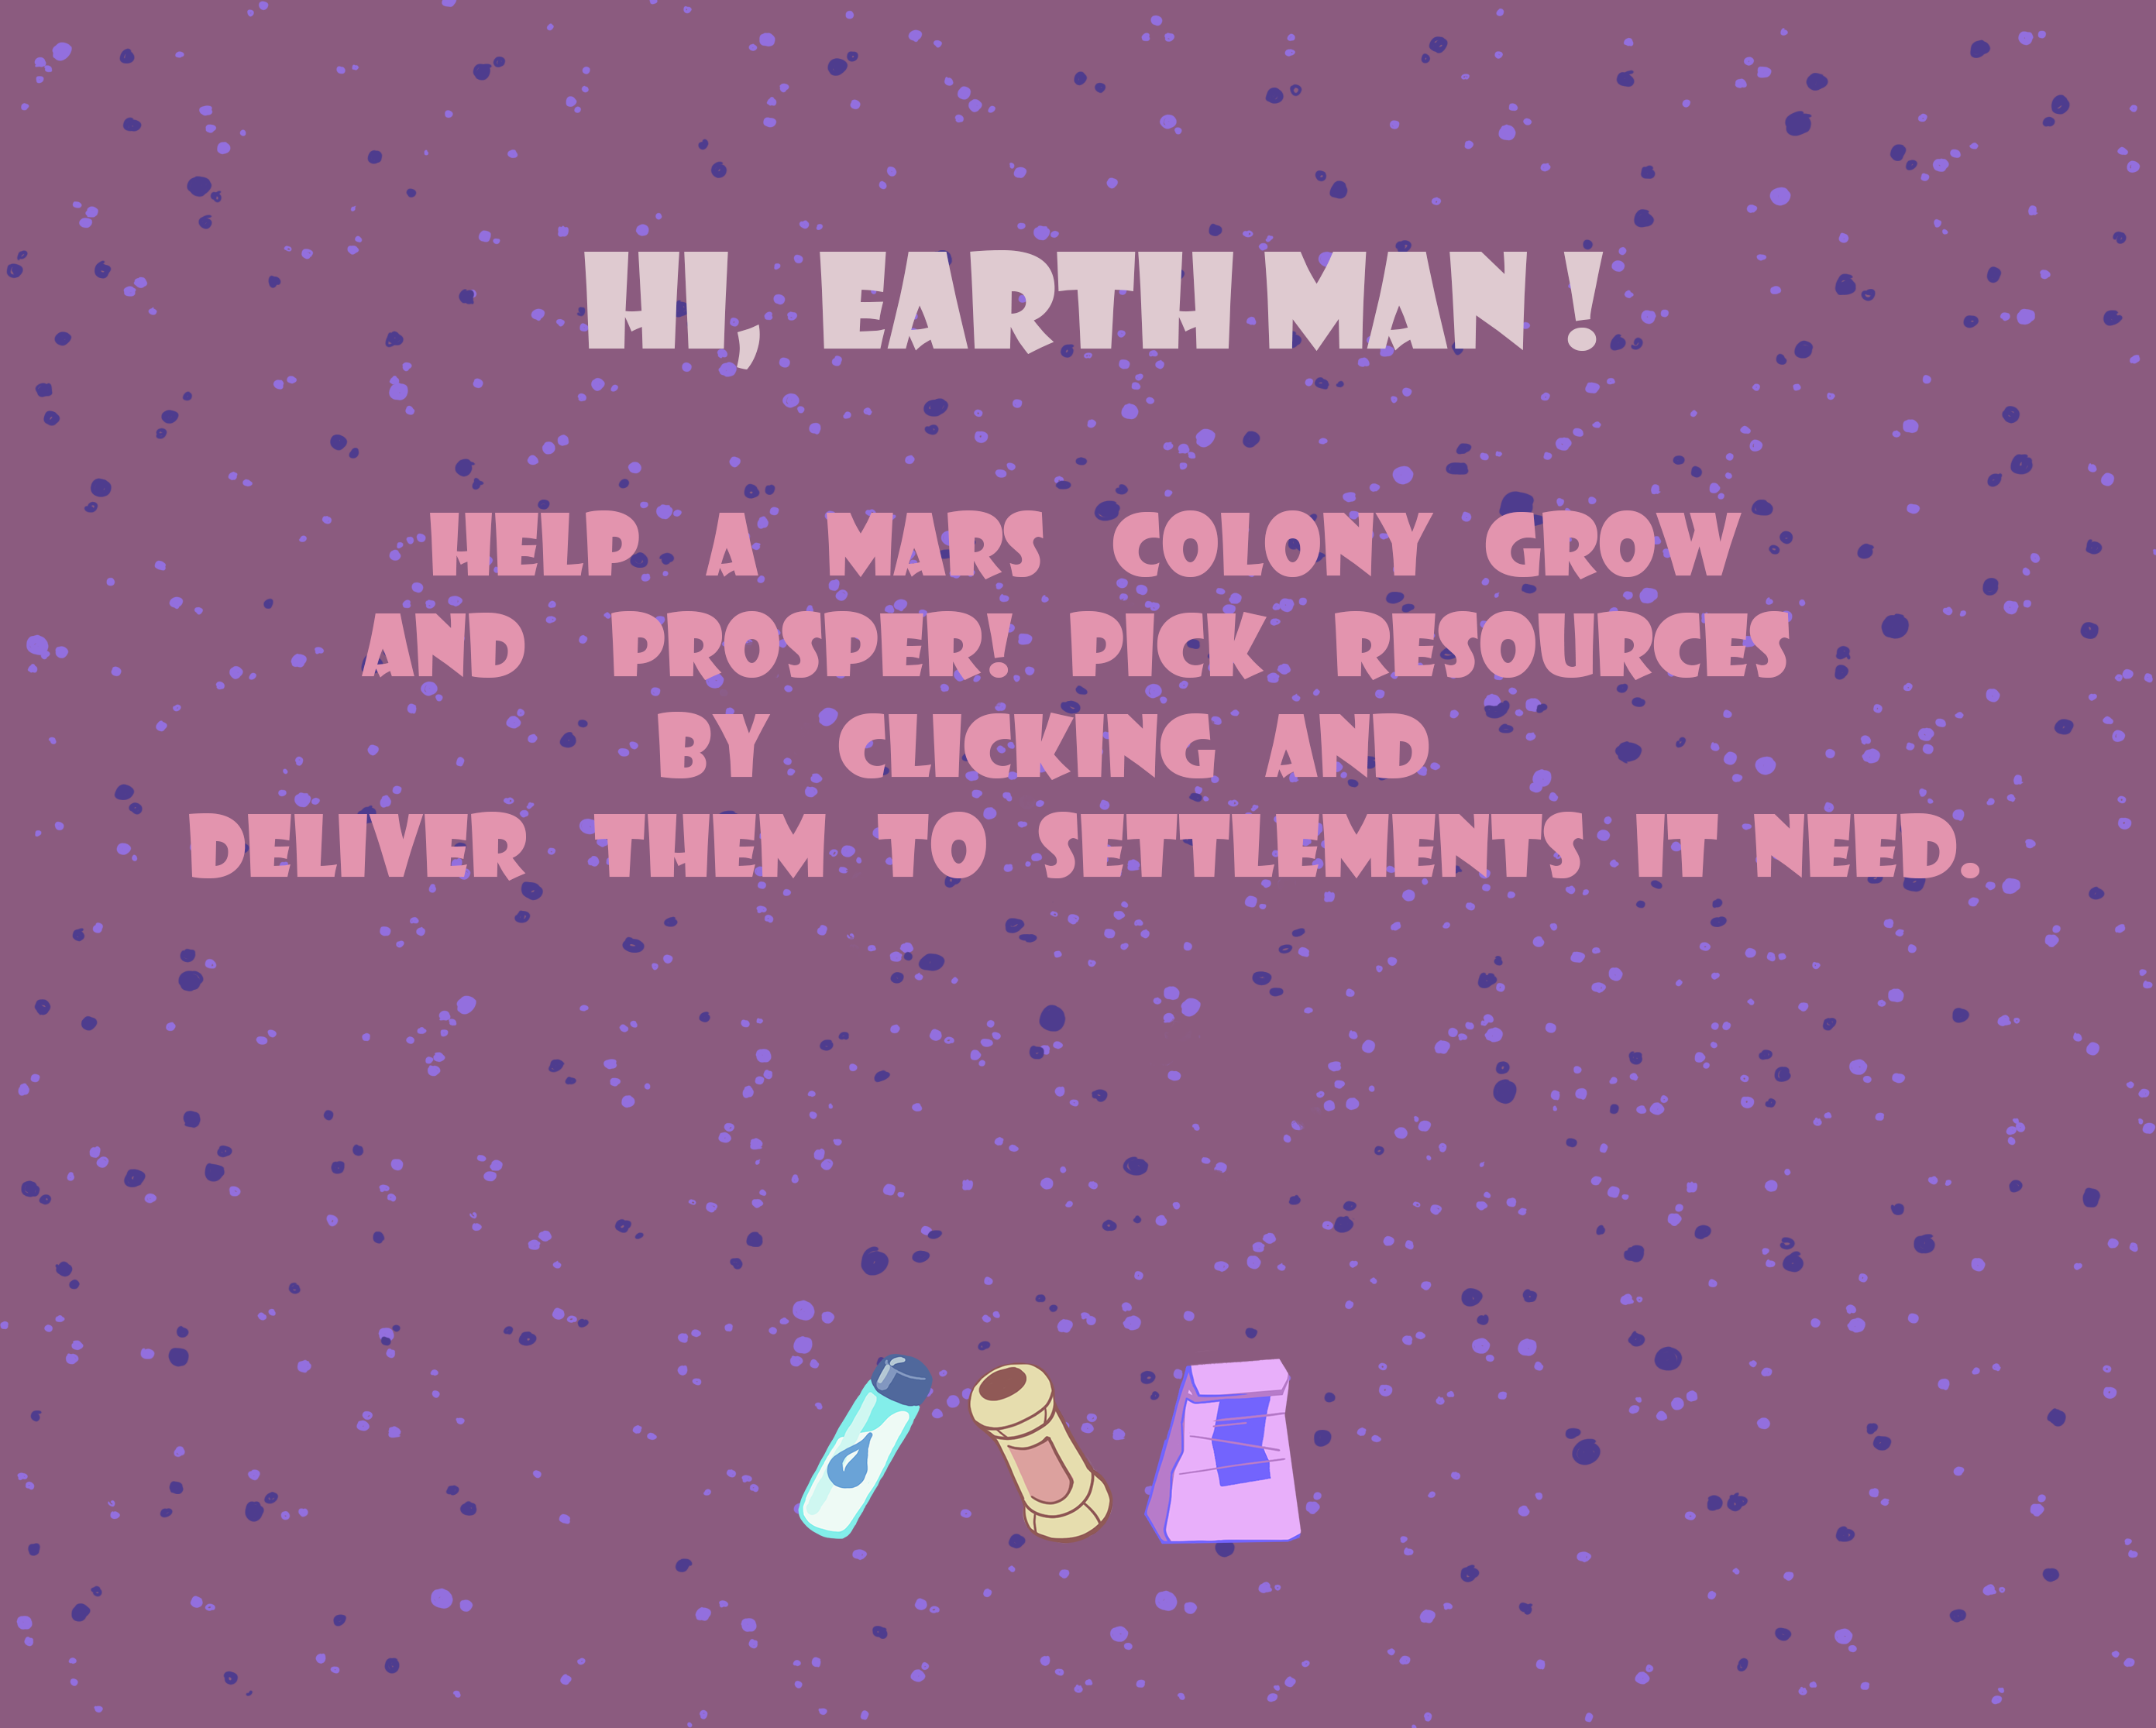 HI, EARTH MAN!
HELP A MARS COLONY GROW
AND PROSPER! PICK RESOURCES
BY CLICKING AND
DELIVER THEM TO SETTLEMENTS IT NEED.